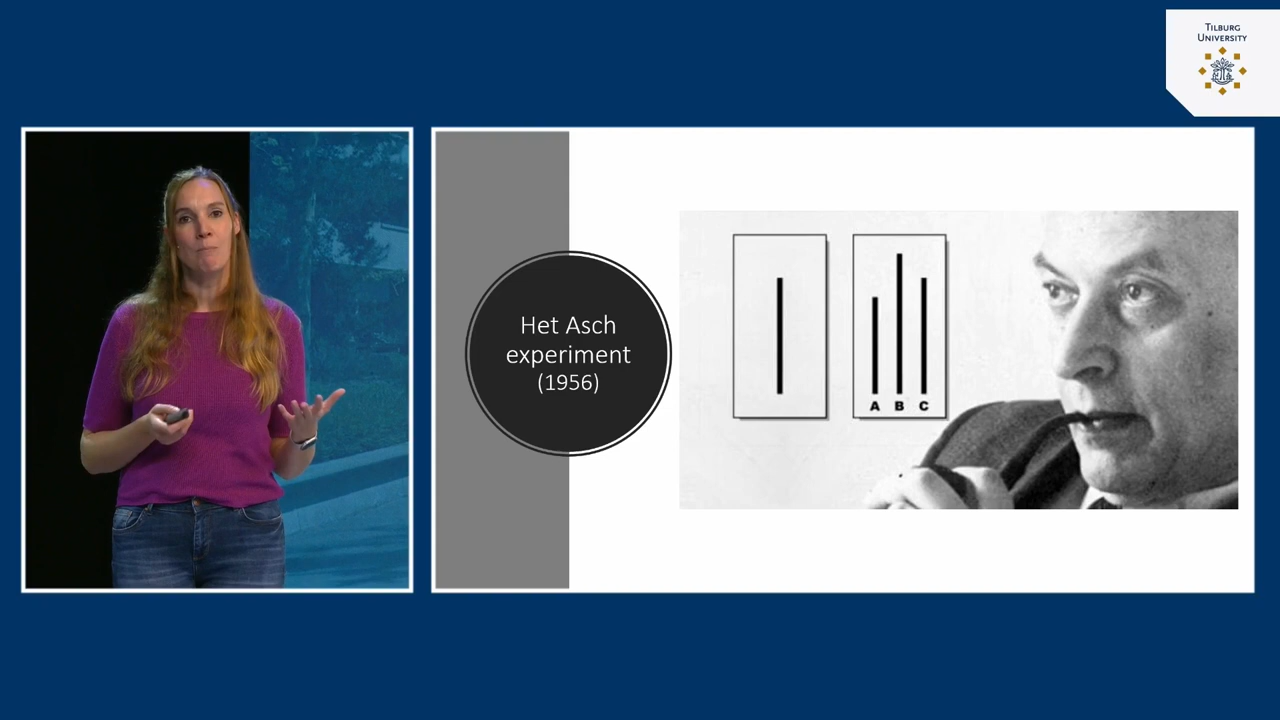 TILBURG
UNIVERSITY
Het Asch
experiment
(1956)
A B C